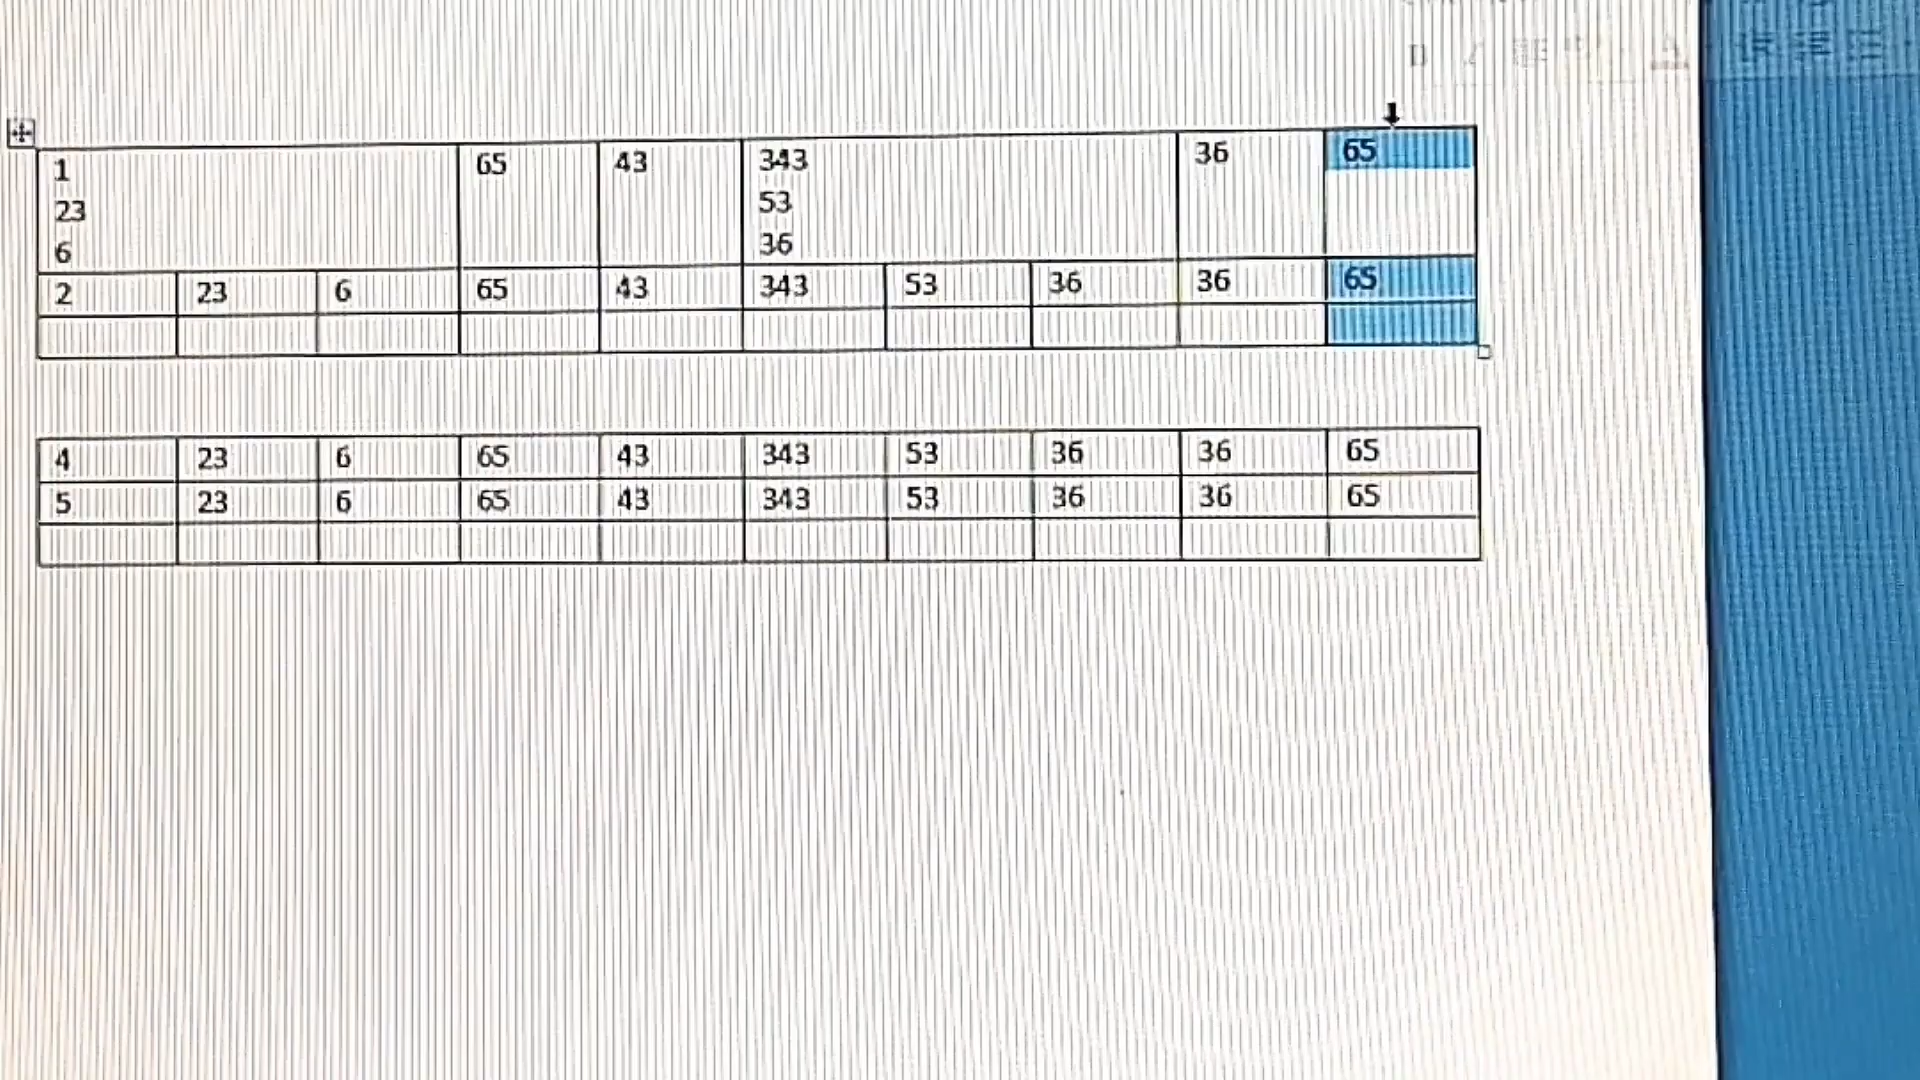 1 65 43 343 36 65
23 53
6 36
2 23 6 65 43 343 53 36 36 65
4 23 6 65 43 343 53 36 36 65
5 23 6 65 43 343 53 36 36 65